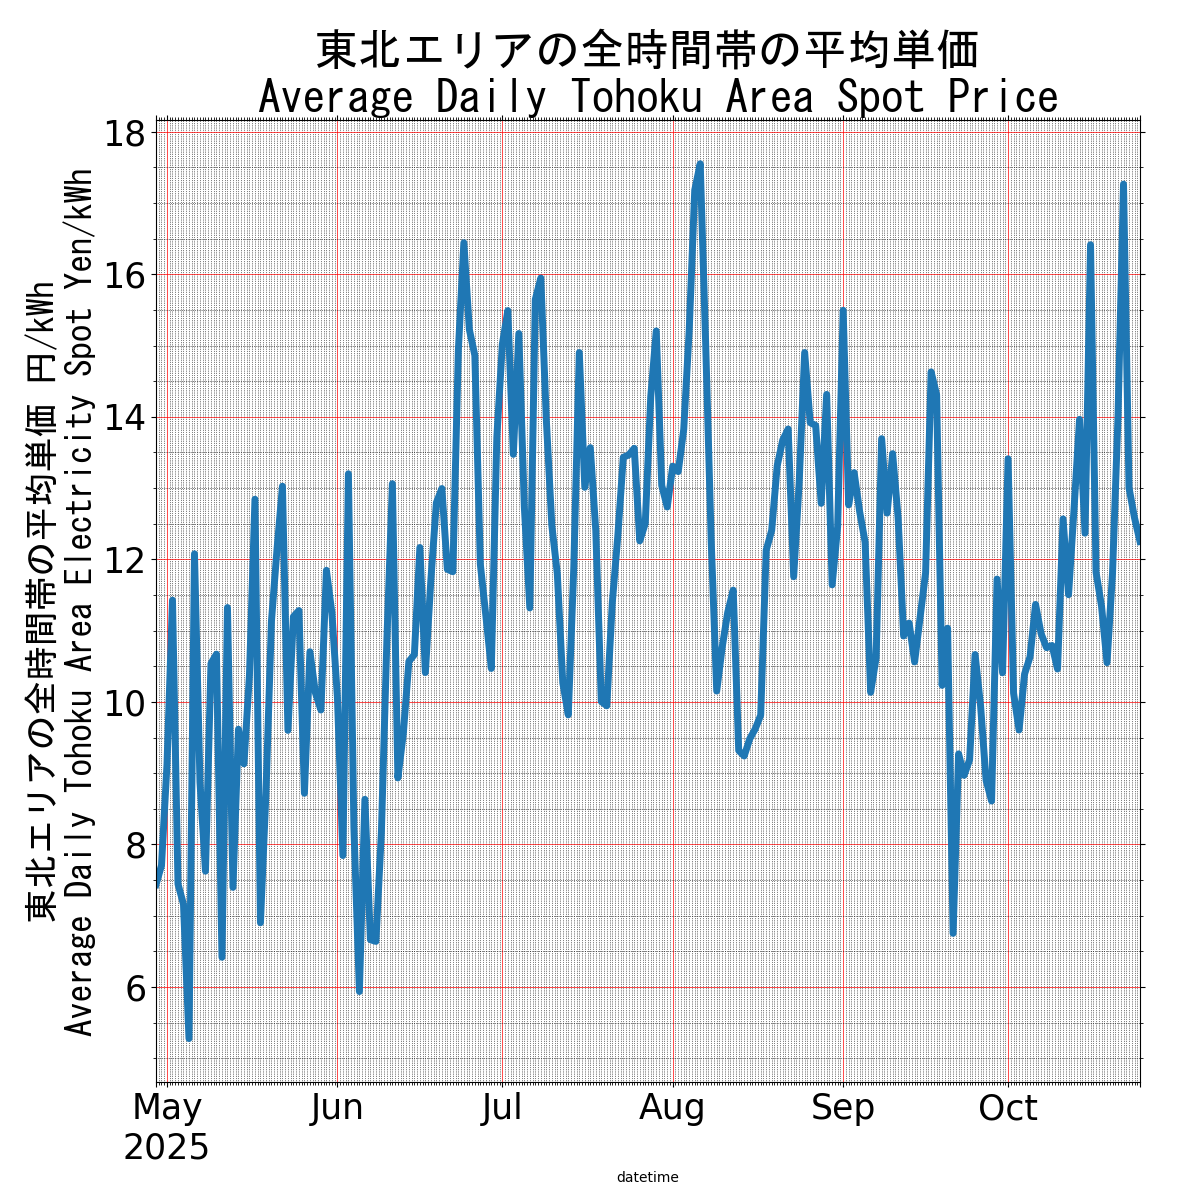 東北エリアの全時間帯の平均単価
Average Daily Tohoku Area Spot Price
東北エリアの全時間帯の平均単価 円/kWh
Average Daily Tohoku Area Electricity Spot Yen/kWh
18
16
14
12
10
8
6
May
2025
Jun
Jul
Aug
Sep
Oct
datetime